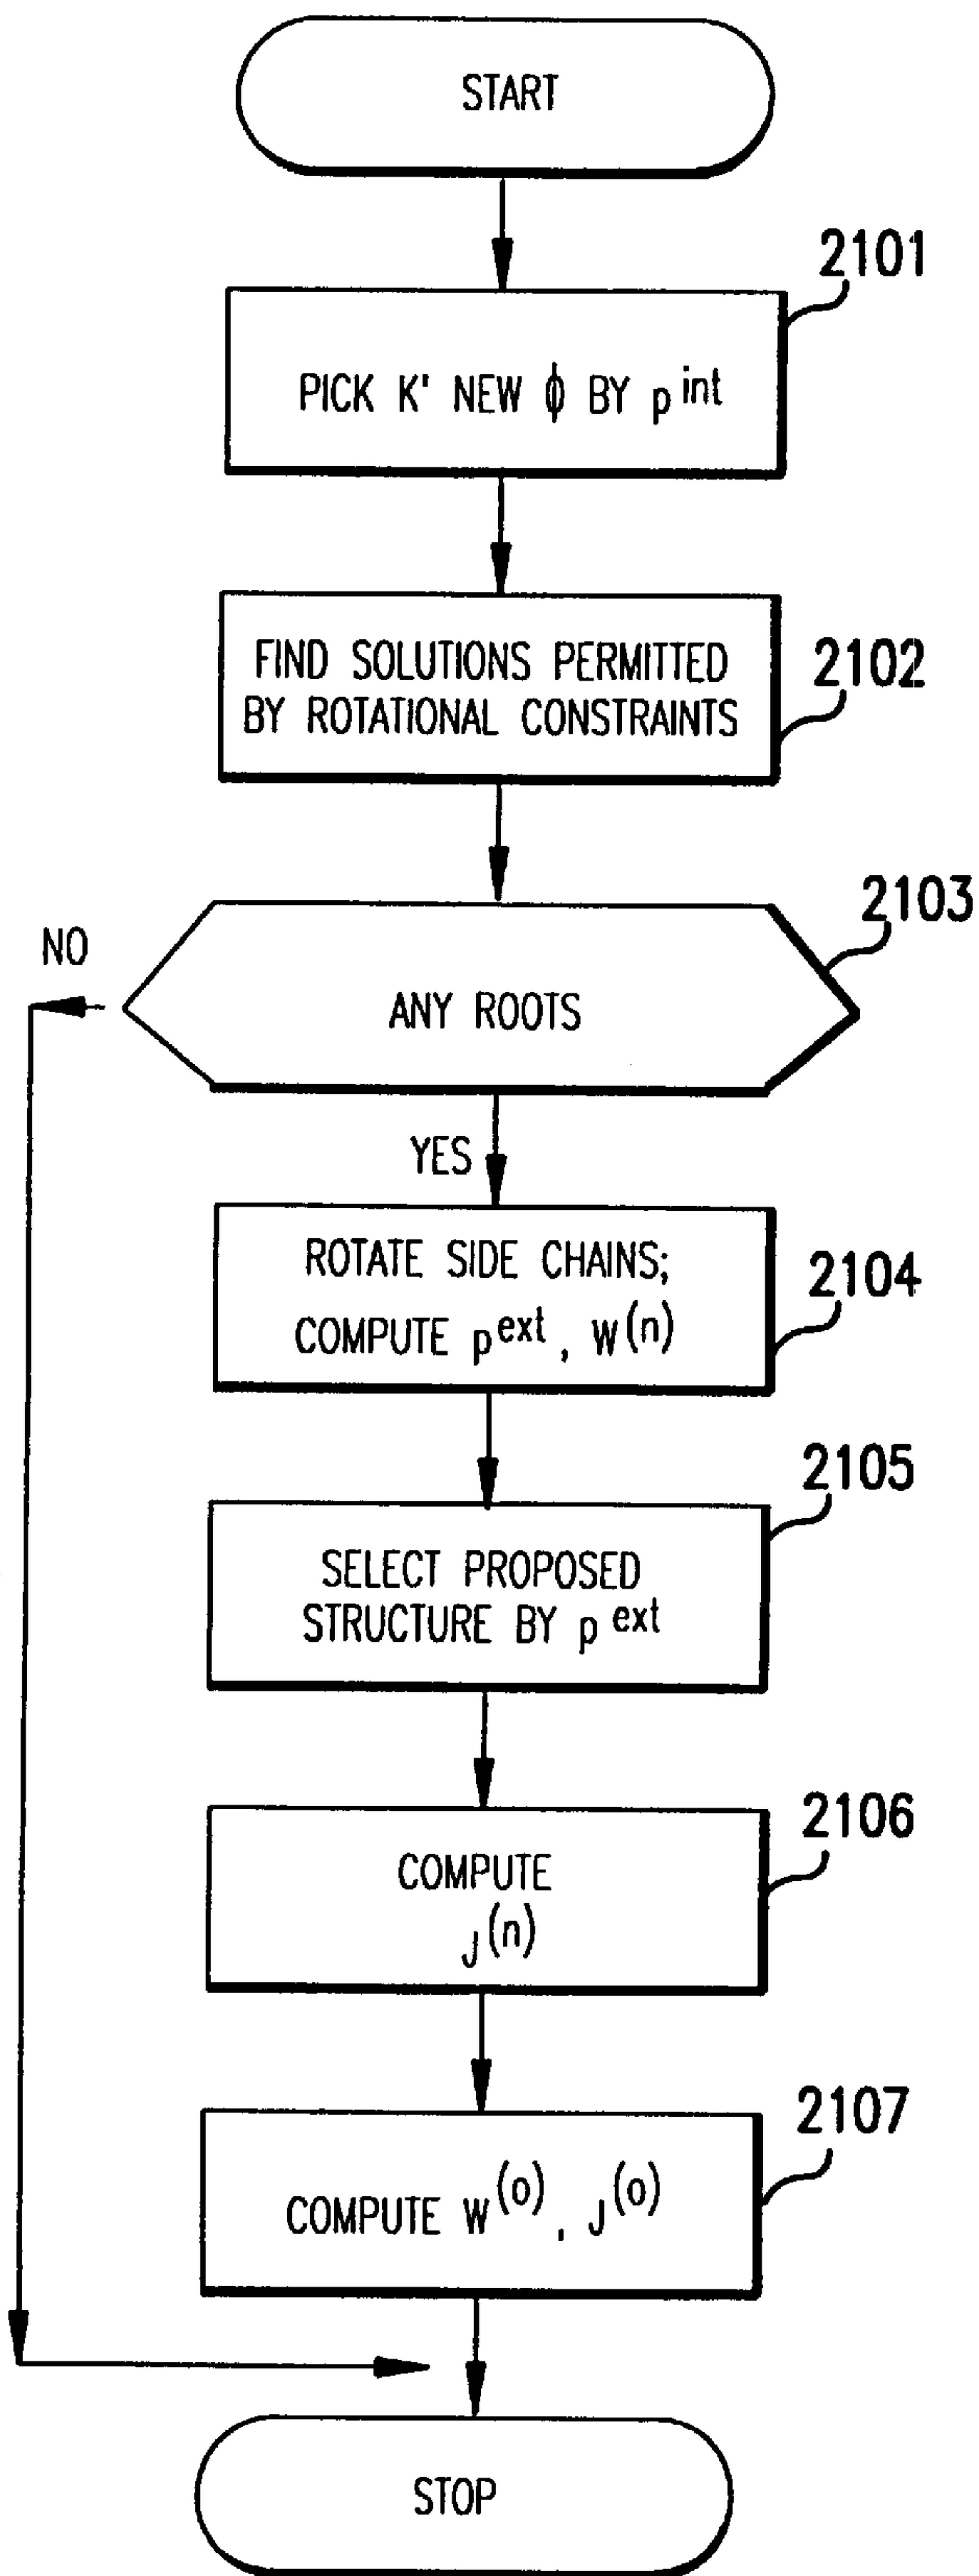 START
2101
PICK K' NEW ϕ BY p^int
2102
FIND SOLUTIONS PERMITTED
BY ROTATIONAL CONSTRAINTS
2103
NO
ANY ROOTS
YES
2104
ROTATE SIDE CHAINS;
COMPUTE p^ext, W^(n)
2105
SELECT PROPOSED
STRUCTURE BY p^ext
2106
COMPUTE
J^(n)
2107
COMPUTE W^(o), J^(o)
STOP